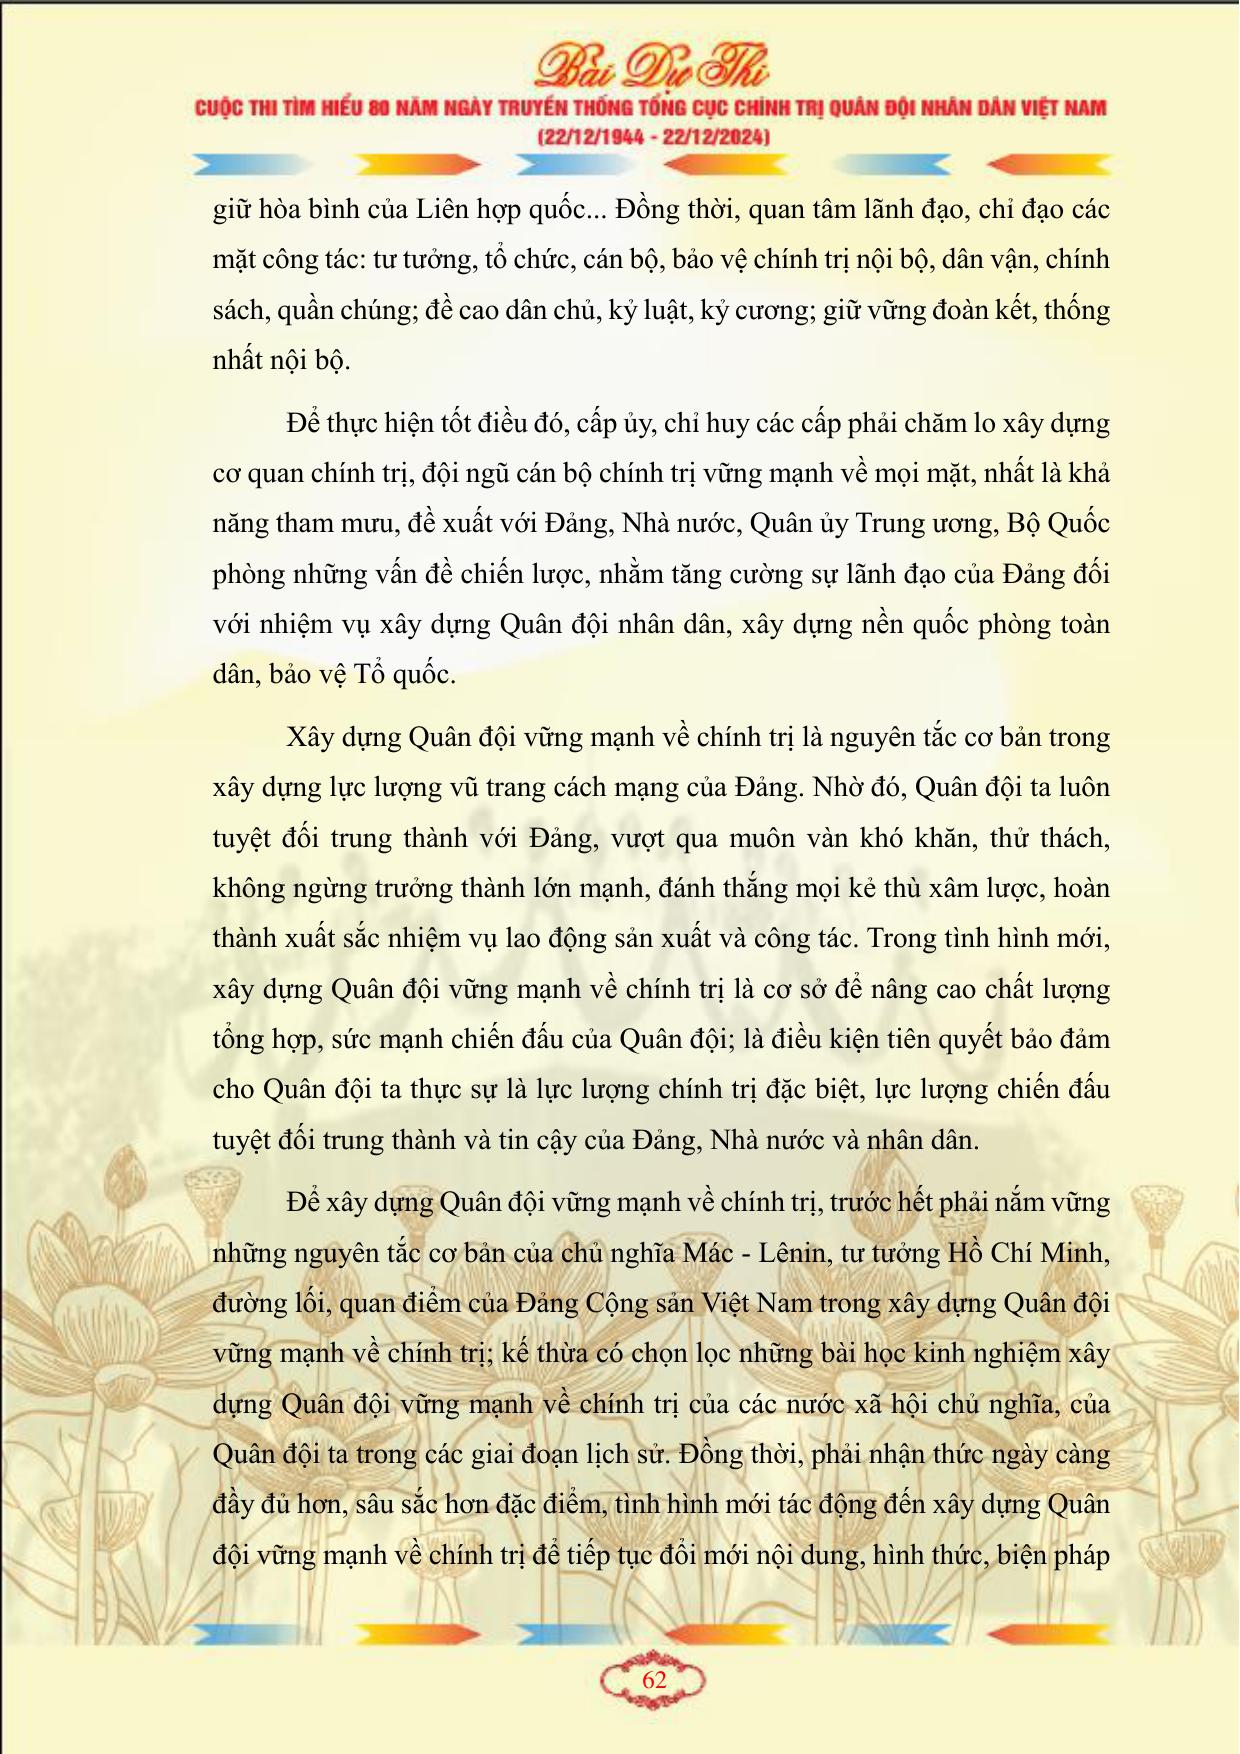 Bài Dự Thi
CUỘC THI TÌM HIỂU 80 NĂM NGÀY TRUYỀN THỐNG TỔNG CỤC CHÍNH TRỊ QUÂN ĐỘI NHÂN DÂN VIỆT NAM
(22/12/1944 - 22/12/2024)
giữ hòa bình của Liên hợp quốc... Đồng thời, quan tâm lãnh đạo, chỉ đạo các
mặt công tác: tư tưởng, tổ chức, cán bộ, bảo vệ chính trị nội bộ, dân vận, chính
sách, quần chúng; đề cao dân chủ, kỷ luật, kỷ cương; giữ vững đoàn kết, thống
nhất nội bộ.
Để thực hiện tốt điều đó, cấp ủy, chỉ huy các cấp phải chăm lo xây dựng
cơ quan chính trị, đội ngũ cán bộ chính trị vững mạnh về mọi mặt, nhất là khả
năng tham mưu, đề xuất với Đảng, Nhà nước, Quân ủy Trung ương, Bộ Quốc
phòng những vấn đề chiến lược, nhằm tăng cường sự lãnh đạo của Đảng đối
với nhiệm vụ xây dựng Quân đội nhân dân, xây dựng nền quốc phòng toàn
dân, bảo vệ Tổ quốc.
Xây dựng Quân đội vững mạnh về chính trị là nguyên tắc cơ bản trong
xây dựng lực lượng vũ trang cách mạng của Đảng. Nhờ đó, Quân đội ta luôn
tuyệt đối trung thành với Đảng, vượt qua muôn vàn khó khăn, thử thách,
không ngừng trưởng thành lớn mạnh, đánh thắng mọi kẻ thù xâm lược, hoàn
thành xuất sắc nhiệm vụ lao động sản xuất và công tác. Trong tình hình mới,
xây dựng Quân đội vững mạnh về chính trị là cơ sở để nâng cao chất lượng
tổng hợp, sức mạnh chiến đấu của Quân đội; là điều kiện tiên quyết bảo đảm
cho Quân đội ta thực sự là lực lượng chính trị đặc biệt, lực lượng chiến đấu
tuyệt đối trung thành và tin cậy của Đảng, Nhà nước và nhân dân.
Để xây dựng Quân đội vững mạnh về chính trị, trước hết phải nắm vững
những nguyên tắc cơ bản của chủ nghĩa Mác - Lênin, tư tưởng Hồ Chí Minh,
đường lối, quan điểm của Đảng Cộng sản Việt Nam trong xây dựng Quân đội
vững mạnh về chính trị; kế thừa có chọn lọc những bài học kinh nghiệm xây
dựng Quân đội vững mạnh về chính trị của các nước xã hội chủ nghĩa, của
Quân đội ta trong các giai đoạn lịch sử. Đồng thời, phải nhận thức ngày càng
đầy đủ hơn, sâu sắc hơn đặc điểm, tình hình mới tác động đến xây dựng Quân
đội vững mạnh về chính trị để tiếp tục đổi mới nội dung, hình thức, biện pháp
62